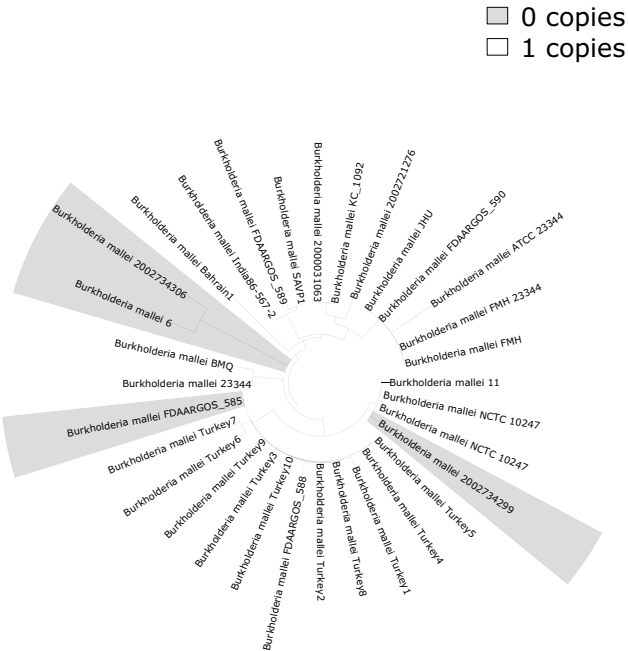 0 copies
1 copies
Burkholderia mallei 2000031063
Burkholderia mallei KC_1092
Burkholderia mallei 2002721276
Burkholderia mallei JHU
Burkholderia mallei FDAARGOS_590
Burkholderia mallei ATCC 23344
Burkholderia mallei FMH 23344
Burkholderia mallei FMH
Burkholderia mallei 11
Burkholderia mallei NCTC 10247
Burkholderia mallei NCTC 10247
Burkholderia mallei 2002734299
Burkholderia mallei Turkey5
Burkholderia mallei Turkey4
Burkholderia mallei Turkey1
Burkholderia mallei Turkey8
Burkholderia mallei Turkey2
Burkholderia mallei FDAARGOS_588
Burkholderia mallei Turkey10
Burkholderia mallei Turkey3
Burkholderia mallei Turkey9
Burkholderia mallei Turkey6
Burkholderia mallei Turkey7
Burkholderia mallei FDAARGOS_585
Burkholderia mallei 23344
Burkholderia mallei BMQ
Burkholderia mallei 6
Burkholderia mallei 2002734306
Burkholderia mallei Bahrain1
Burkholderia mallei India86-567-2
Burkholderia mallei FDAARGOS_589
Burkholderia mallei SAVP1